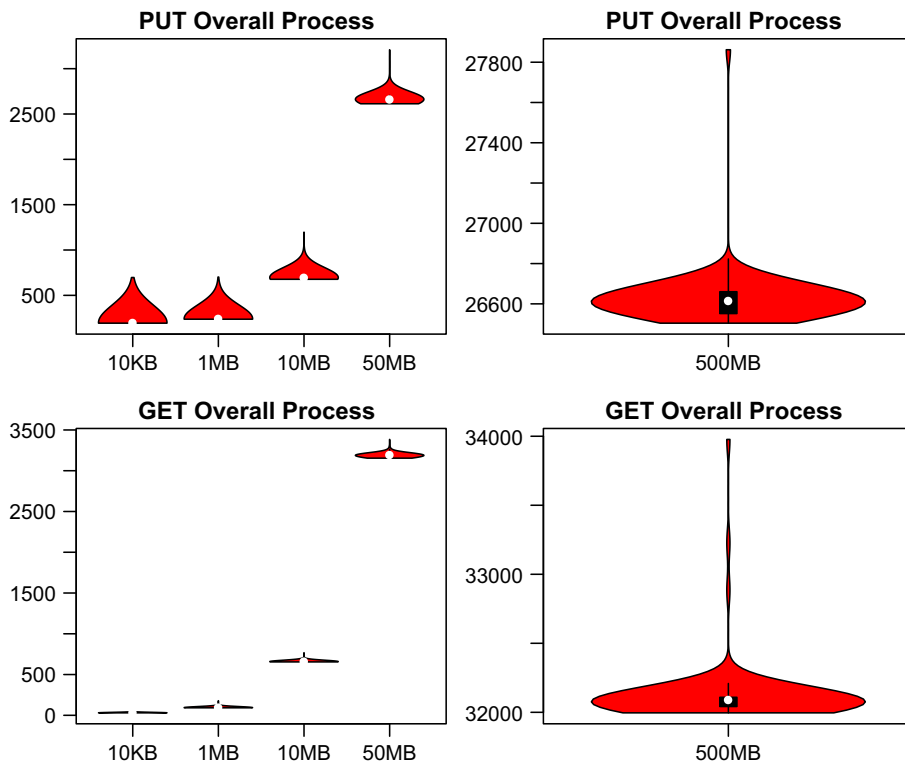 PUT Overall Process
2500
1500
500
10KB 1MB 10MB 50MB
PUT Overall Process
27800
27400
27000
26600
500MB
GET Overall Process
3500
2500
1500
500
0
10KB 1MB 10MB 50MB
GET Overall Process
34000
33000
32000
500MB